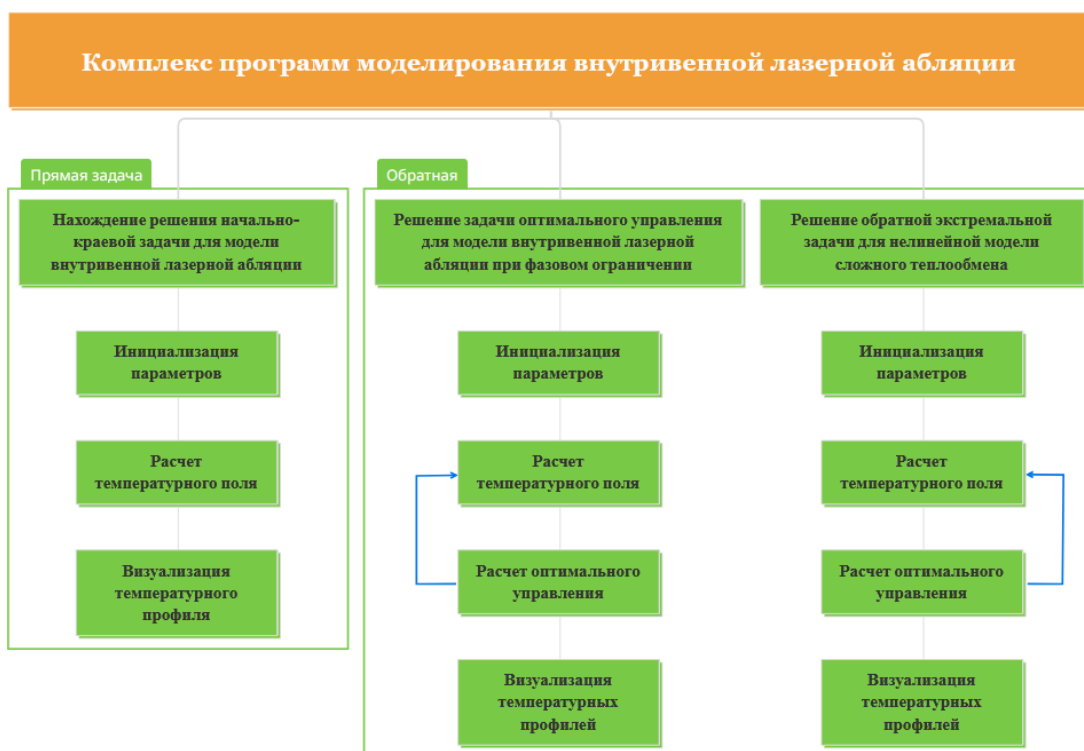 Комплекс программ моделирования внутривенной лазерной абляции
Прямая задача
Нахождение решения начально-
краевой задачи для модели
внутривенной лазерной абляции
Инициализация
параметров
Расчет
температурного поля
Визуализация
температурного
профиля
Обратная
Решение задачи оптимального управления
для модели внутривенной лазерной
абляции при фазовом ограничении
Инициализация
параметров
Расчет
температурного поля
Расчет оптимального
управления
Визуализация
температурных
профилей
Решение обратной экстремальной
задачи для нелинейной модели
сложного теплообмена
Инициализация
параметров
Расчет
температурного поля
Расчет оптимального
управления
Визуализация
температурных
профилей